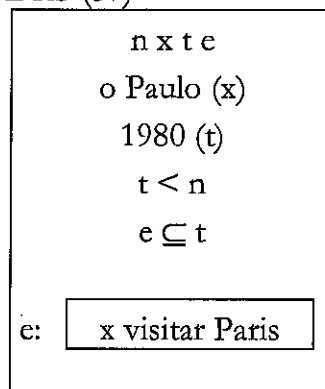 n x t e
o Paulo (x)
1980 (t)
t < n
e ⊆ t
e: x visitar Paris